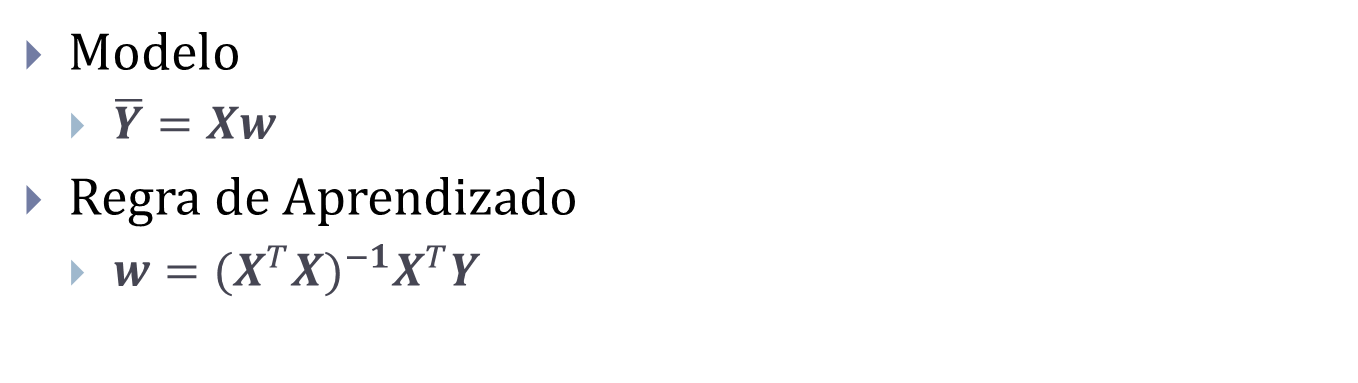 Modelo
Y̅ = Xw
Regra de Aprendizado
w = (XᵀX)⁻¹XᵀY